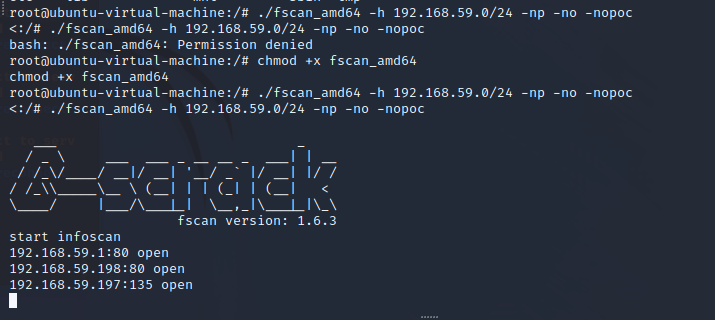 root@ubuntu-virtual-machine:/# ./fscan_amd64 -h 192.168.59.0/24 -np -no -nopoc
<:/# ./fscan_amd64 -h 192.168.59.0/24 -np -no -nopoc
bash: ./fscan_amd64: Permission denied
root@ubuntu-virtual-machine:/# chmod +x fscan_amd64
chmod +x fscan_amd64
root@ubuntu-virtual-machine:/# ./fscan_amd64 -h 192.168.59.0/24 -np -no -nopoc
<:/# ./fscan_amd64 -h 192.168.59.0/24 -np -no -nopoc
fscan version: 1.6.3
start infoscan
192.168.59.1:80 open
192.168.59.198:80 open
192.168.59.197:135 open